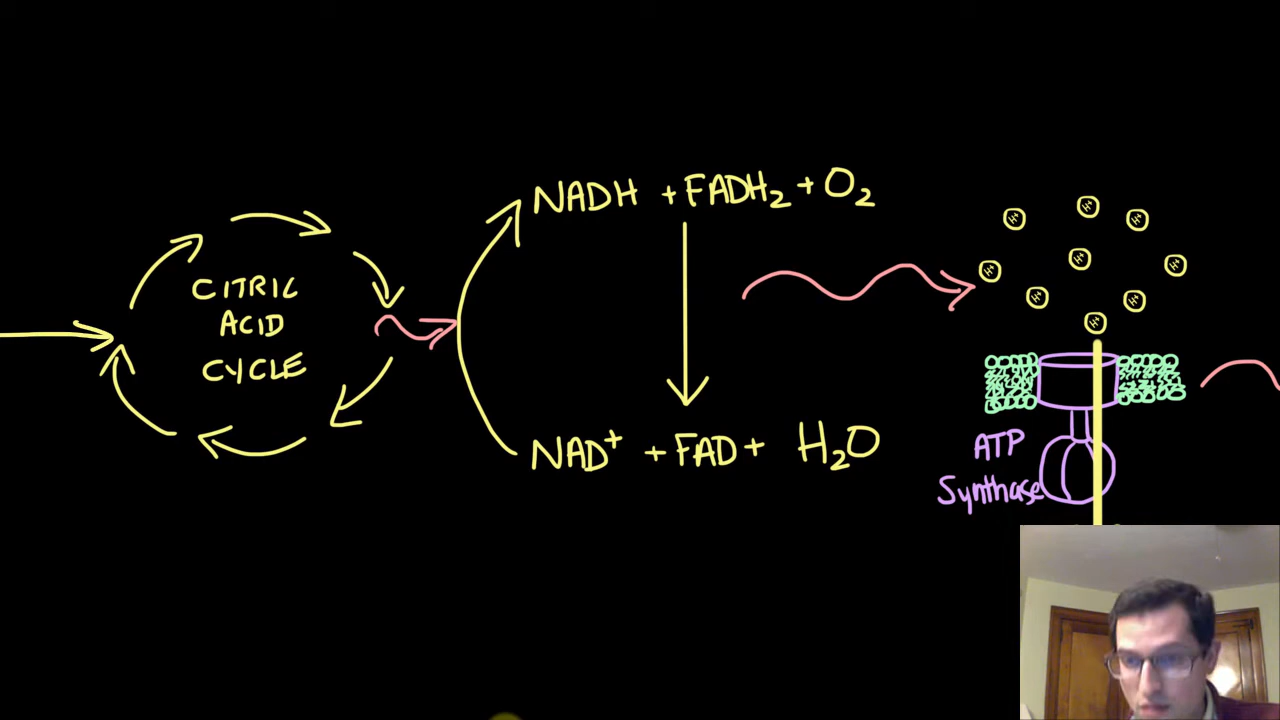 CITRIC
ACID
CYCLE
NADH + FADH₂ + O₂
NAD⁺ + FAD + H₂O
H⁺
H⁺
H⁺
H⁺
H⁺
H⁺
H⁺
H⁺
H⁺
ATP
Synthase